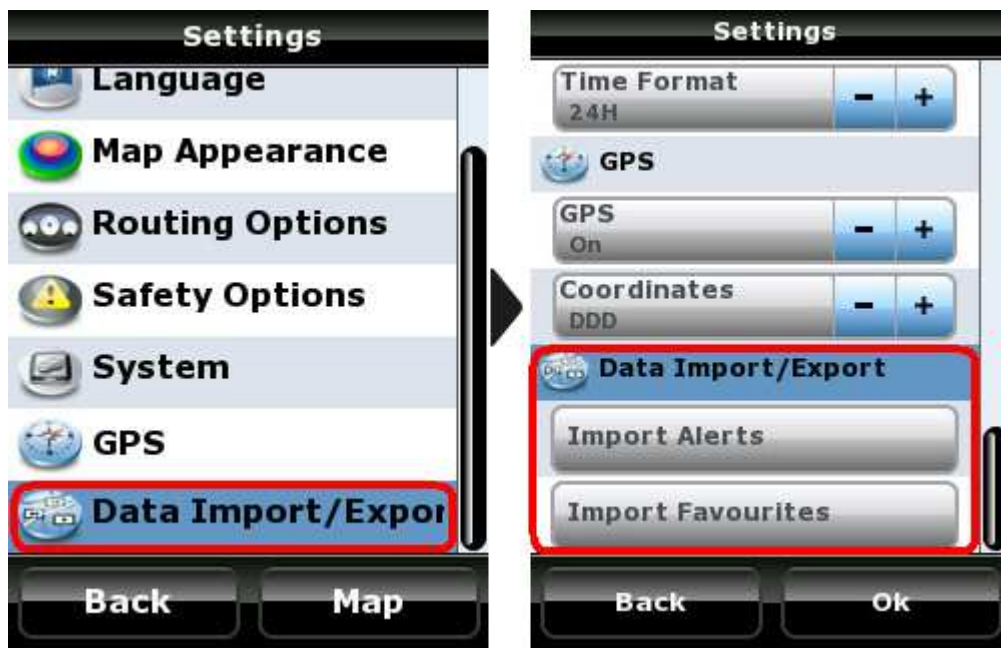 Settings
Language
Map Appearance
Routing Options
Safety Options
System
GPS
Data Import/Expor
Back Map
Settings
Time Format
24H
- +
GPS
GPS
On
- +
Coordinates
DDD
- +
Data Import/Export
Import Alerts
Import Favourites
Back Ok